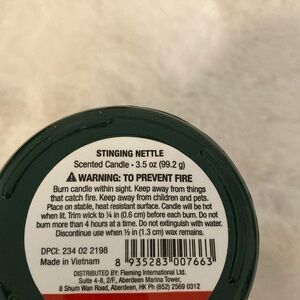 STINGING NETTLE
Scented Candle • 3.5 oz (99.2 g)
⚠ WARNING: TO PREVENT FIRE
Burn candle within sight. Keep away from things
that catch fire. Keep away from children and pets.
Place on stable, heat resistant surface. Candle will be hot
when lit. Trim wick to ¼ in (0.6 cm) before each burn. Do not
burn more than 4 hours at a time. Do not extinguish with water.
Discontinue use when ½ in (1.3 cm) wax remains.
DPCI: 234 02 2198
Made in Vietnam
8 935283 007663
DISTRIBUTED BY: Fleming International Ltd.
Suite 4-8, 2/F, Aberdeen Marina Tower,
8 Shum Wan Road, Aberdeen, HK Ph (852) 2569 0312